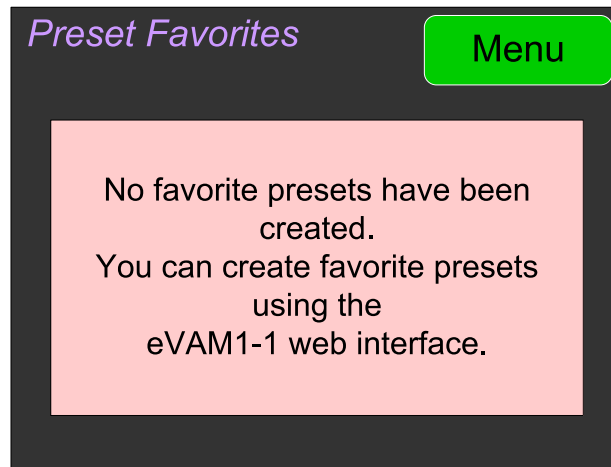 Preset Favorites
Menu
No favorite presets have been
created.
You can create favorite presets
using the
eVAM1-1 web interface.